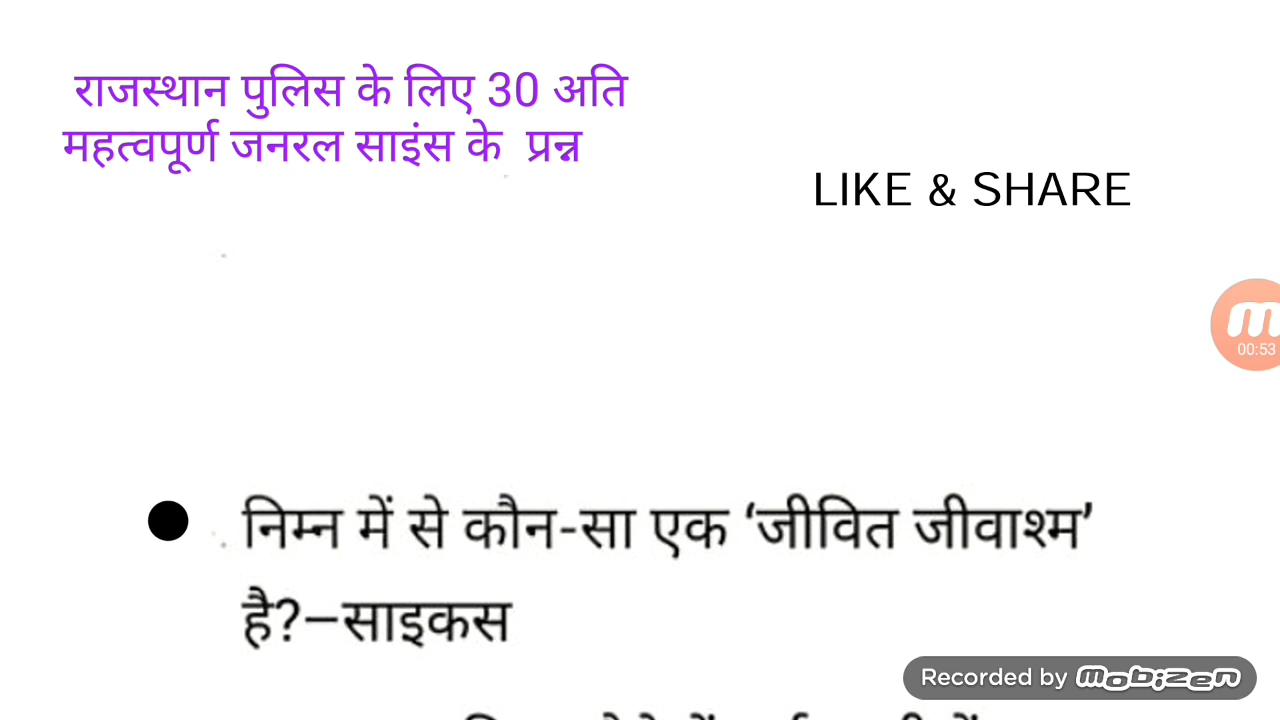 राजस्थान पुलिस के लिए 30 अति
महत्वपूर्ण जनरल साइंस के प्रन्न
LIKE & SHARE
00:53
निम्न में से कौन-सा एक ‘जीवित जीवाश्म’
है?—साइकस
Recorded by mobizen